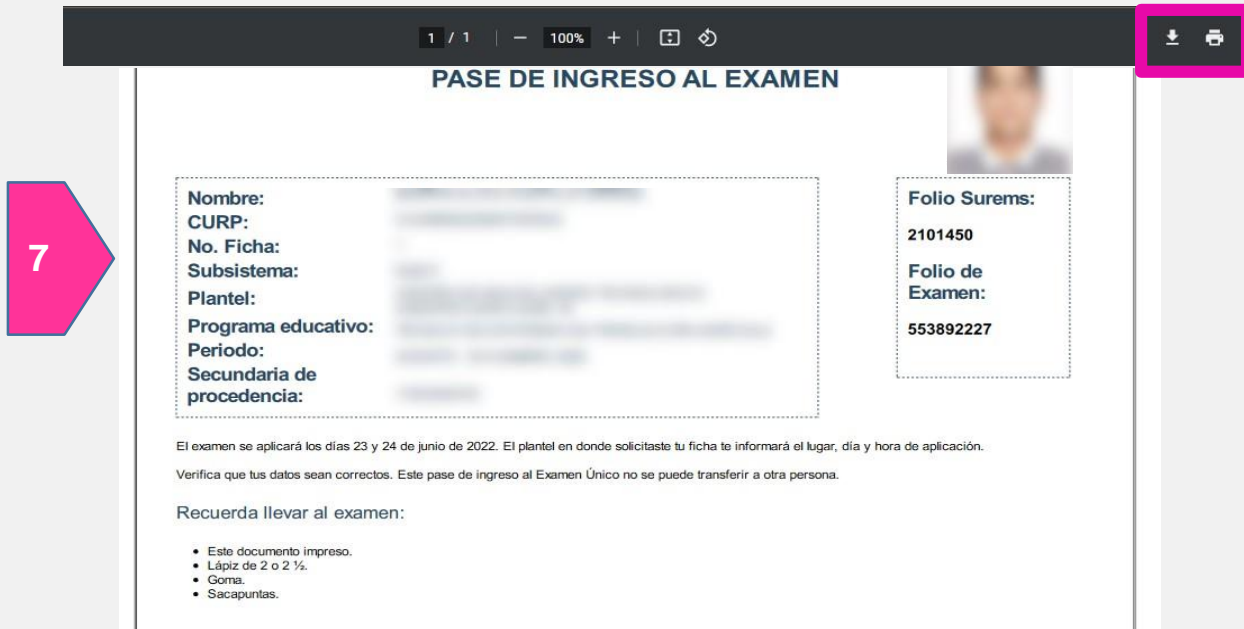 1 / 1 | — 100% + |
PASE DE INGRESO AL EXAMEN
7
Nombre:
CURP:
No. Ficha:
Subsistema:
Plantel:
Programa educativo:
Periodo:
Secundaria de
procedencia:
Folio Surems:
2101450
Folio de
Examen:
553892227
El examen se aplicará los días 23 y 24 de junio de 2022. El plantel en donde solicitaste tu ficha te informará el lugar, día y hora de aplicación.
Verifica que tus datos sean correctos. Este pase de ingreso al Examen Único no se puede transferir a otra persona.
Recuerda llevar al examen:
• Este documento impreso.
• Lápiz de 2 o 2 ½.
• Goma.
• Sacapuntas.